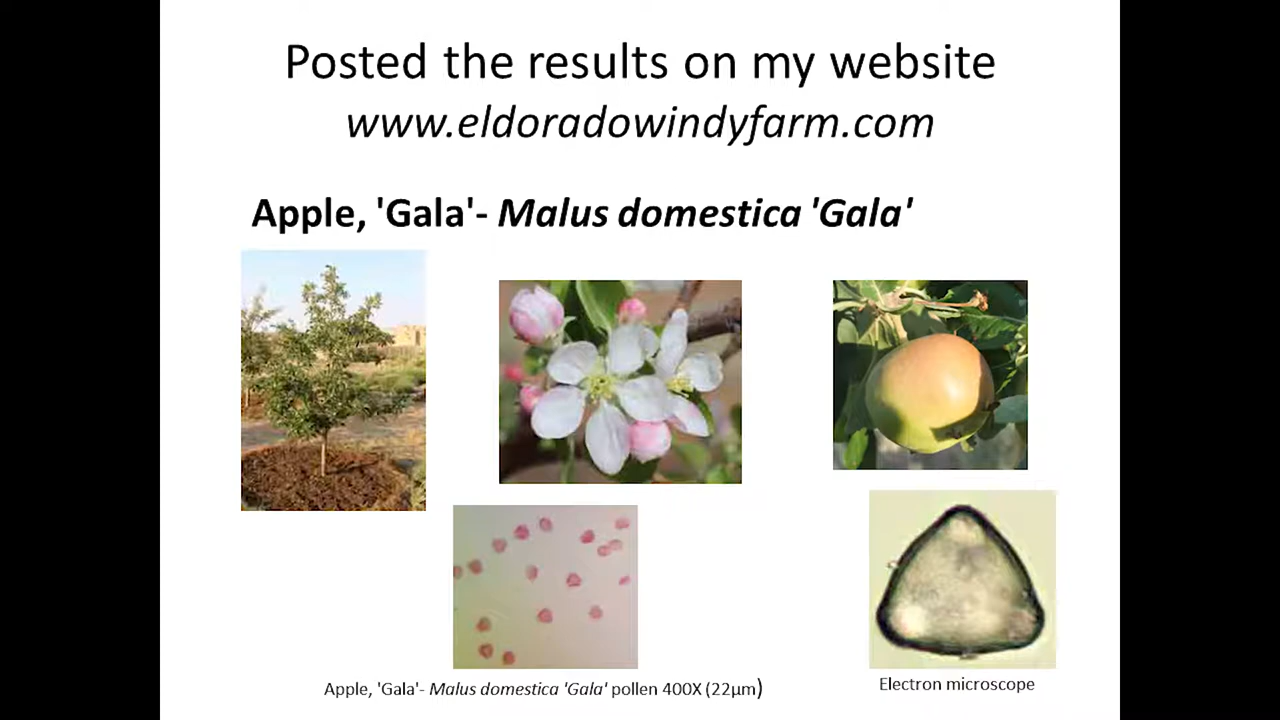 Posted the results on my website
www.eldoradowindyfarm.com
Apple, 'Gala'- Malus domestica 'Gala'
Apple, 'Gala'- Malus domestica 'Gala' pollen 400X (22µm)
Electron microscope